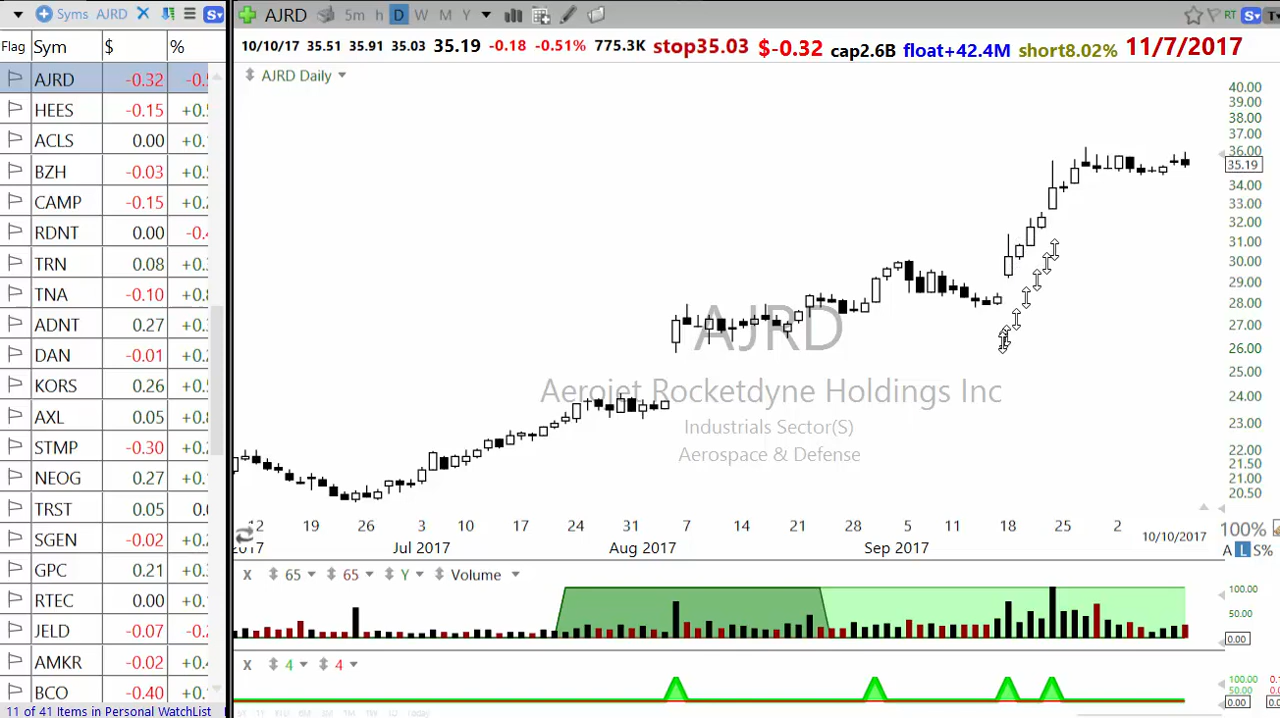 Syms AJRD
Flag Sym $ %
AJRD -0.32
HEES -0.15
ACLS 0.00
BZH -0.03
CAMP -0.15
RDNT 0.00
TRN 0.08
TNA -0.10
ADNT 0.27
DAN -0.01
KORS 0.26
AXL 0.05
STMP -0.30
NEOG 0.27
TRST 0.05
SGEN -0.02
GPC 0.21
RTEC 0.00
JELD -0.07
AMKR -0.02
BCO -0.40
11 of 41 Items in Personal WatchList
AJRD 5m h D W M Y RT
10/10/17 35.51 35.91 35.03 35.19 -0.18 -0.51% 775.3K stop35.03 $-0.32 cap2.6B float+42.4M short8.02% 11/7/2017
AJRD Daily
40.00
39.00
38.00
37.00
36.00
35.19
34.00
33.00
32.00
31.00
30.00
29.00
28.00
27.00
26.00
25.00
24.00
23.00
22.00
21.50
21.00
20.50
AJRD
Aerojet Rocketdyne Holdings Inc
Industrials Sector(S)
Aerospace & Defense
12 19 26 3 10 17 24 31 7 14 21 28 5 11 18 25 2
2017 Jul 2017 Aug 2017 Sep 2017 10/10/2017
100%
A L S%
X 65 65 Y Volume
100.00
50.00
0.00
X 4 4
100.00
50.00
0.00